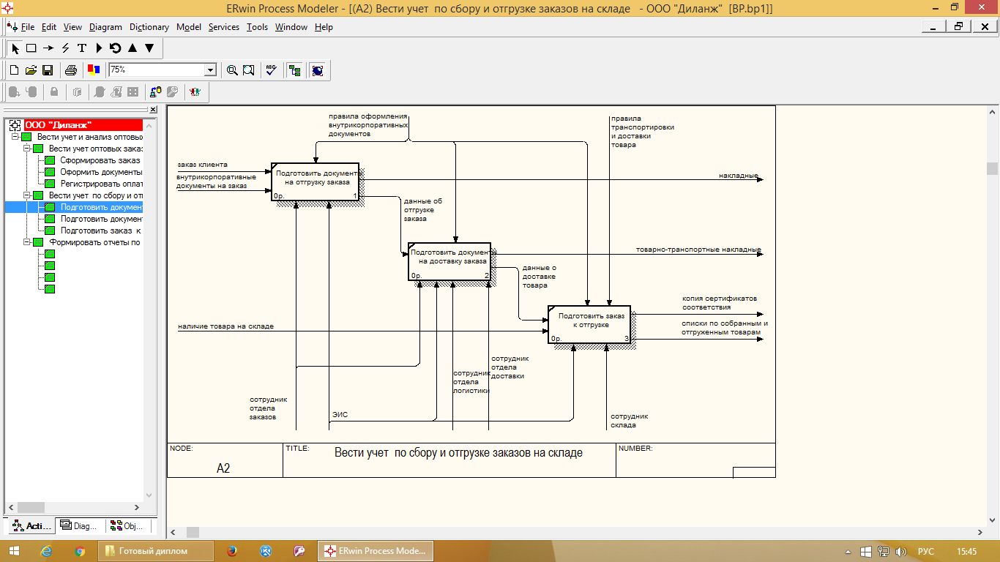 ERwin Process Modeler - [(A2) Вести учет по сбору и отгрузке заказов на складе - ООО "Диланж" [BP.bp1]]
File Edit View Diagram Dictionary Model Services Tools Window Help
75%
ABC
ООО "Диланж"
Вести учет и анализ оптовых
Вести учет оптовых заказ
Сформировать заказ
Оформить документы
Регистрировать оплат
Вести учет по сбору и отг
Подготовить докумен
Подготовить докумен
Подготовить заказ к
Формировать отчеты по
Acti... Diag... Obj...
правила оформления
внутрикорпоративных
документов
правила
транспортировки
и доставки
товара
заказ клиента
внутрикорпоративные
документы на заказ
Подготовить документы
на отгрузку заказа
0р. 1
накладные
данные об
отгрузке
заказа
Подготовить документы
на доставку заказа
0р. 2
товарно-транспортные накладные
данные о
доставке
товара
Подготовить заказ
к отгрузке
0р. 3
копия сертификатов
соответствия
списки по собранным и
отгруженным товарам
наличие товара на складе
сотрудник
отдела
заказов
ЭИС
сотрудник
отдела
логистики
сотрудник
отдела
доставки
сотрудник
склада
NODE:
A2
TITLE:
Вести учет по сбору и отгрузке заказов на складе
NUMBER:
Готовый диплом
ERwin Process Mode...
РУС
15:45